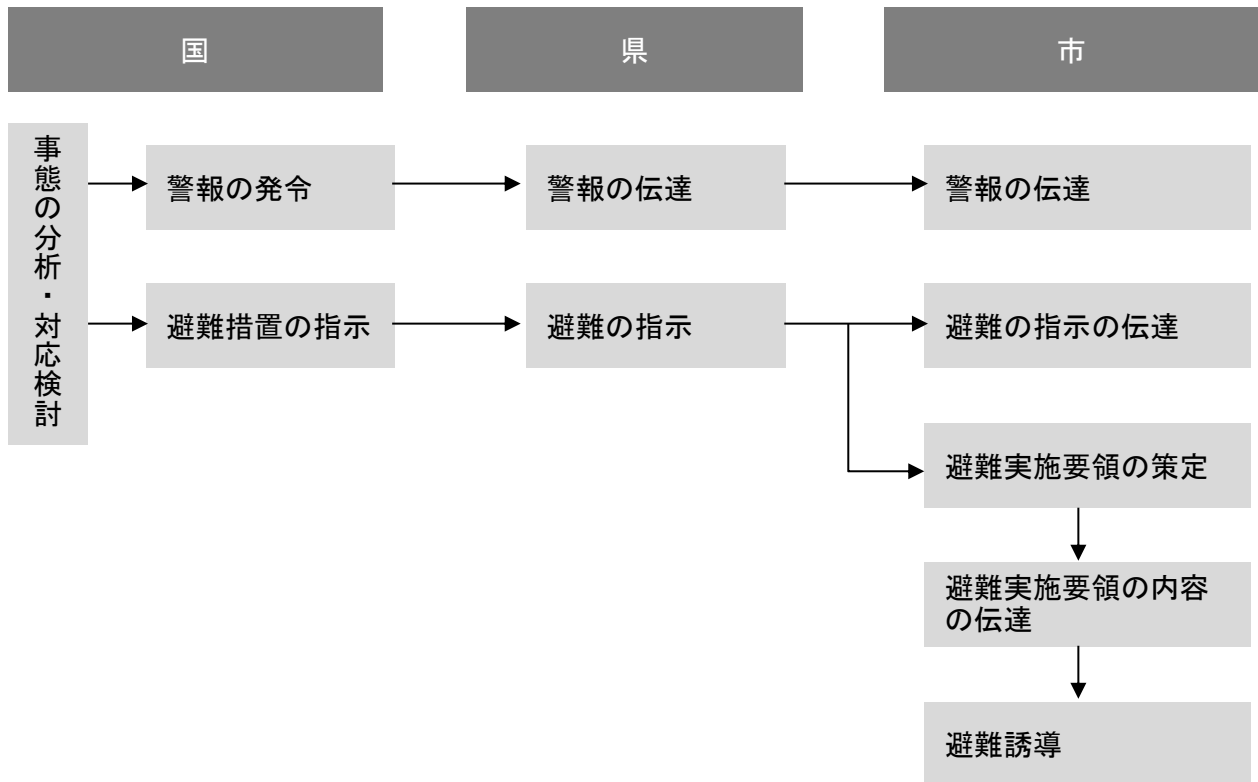 国
県
市
事態の分析・対応検討
警報の発令
警報の伝達
警報の伝達
避難措置の指示
避難の指示
避難の指示の伝達
避難実施要領の策定
避難実施要領の内容
の伝達
避難誘導